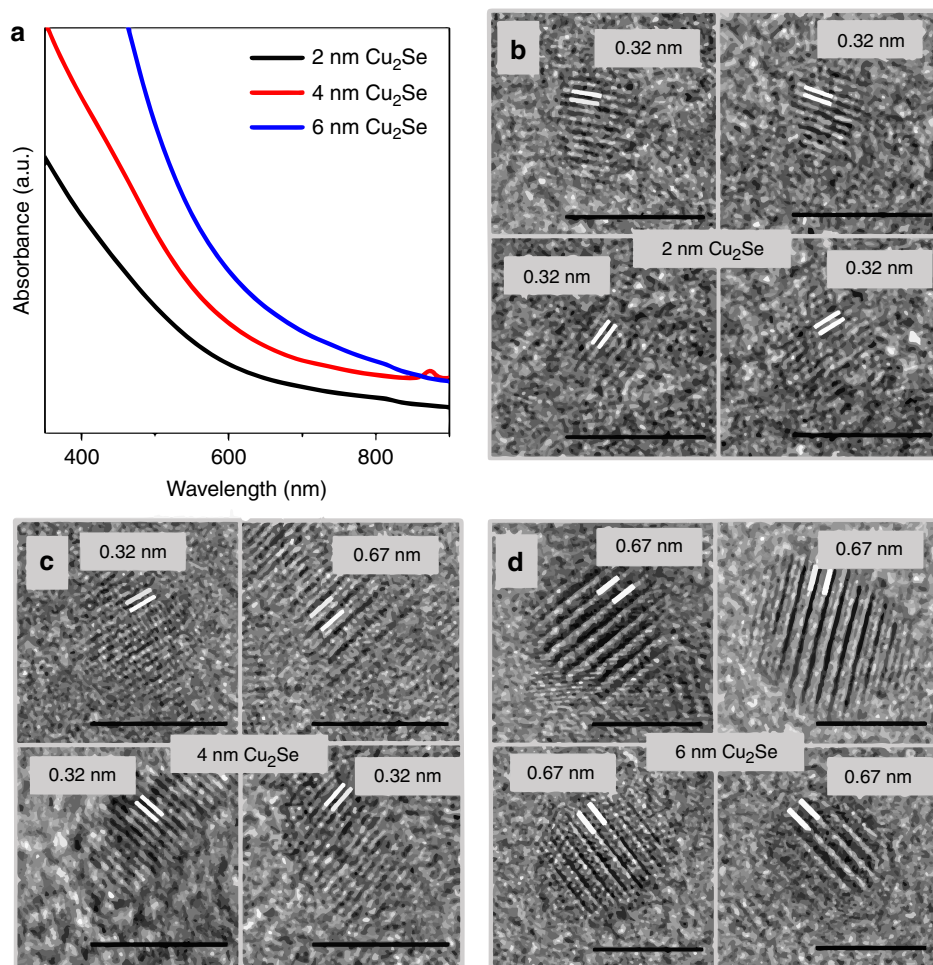 a
2 nm Cu₂Se
4 nm Cu₂Se
6 nm Cu₂Se
Absorbance (a.u.)
400
600
800
Wavelength (nm)
b
0.32 nm
0.32 nm
2 nm Cu₂Se
0.32 nm
0.32 nm
c
0.32 nm
0.67 nm
4 nm Cu₂Se
0.32 nm
0.32 nm
d
0.67 nm
0.67 nm
6 nm Cu₂Se
0.67 nm
0.67 nm